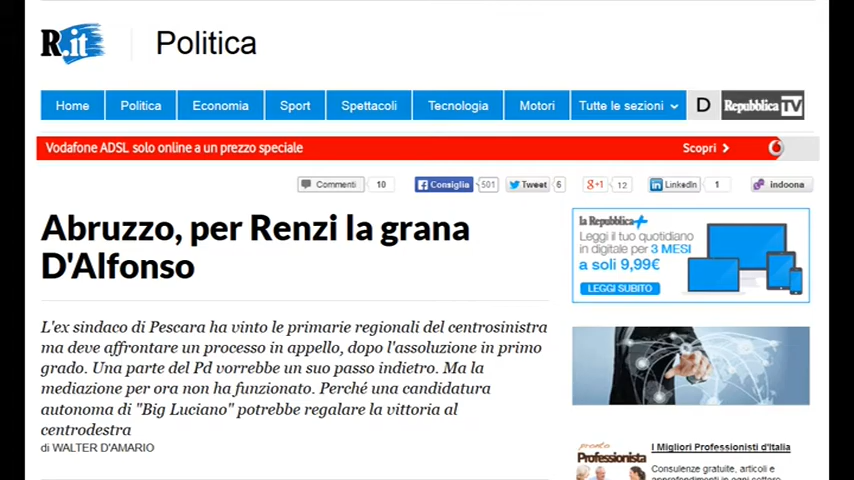 R.it
Politica
Home Politica Economia Sport Spettacoli Tecnologia Motori Tutte le sezioni D Repubblica TV
Vodafone ADSL solo online a un prezzo speciale Scopri
Commenti 10 Consiglia 501 Tweet 6 g+1 12 LinkedIn 1 indoona
Abruzzo, per Renzi la grana
D'Alfonso
L'ex sindaco di Pescara ha vinto le primarie regionali del centrosinistra
ma deve affrontare un processo in appello, dopo l'assoluzione in primo
grado. Una parte del Pd vorrebbe un suo passo indietro. Ma la
mediazione per ora non ha funzionato. Perché una candidatura
autonoma di "Big Luciano" potrebbe regalare la vittoria al
centrodestra
di WALTER D'AMARIO
la Repubblica+
Leggi il tuo quotidiano
in digitale per 3 MESI
a soli 9,99€
LEGGI SUBITO
pronto
Professionista
I Migliori Professionisti d'Italia
Consulenze gratuite, articoli e